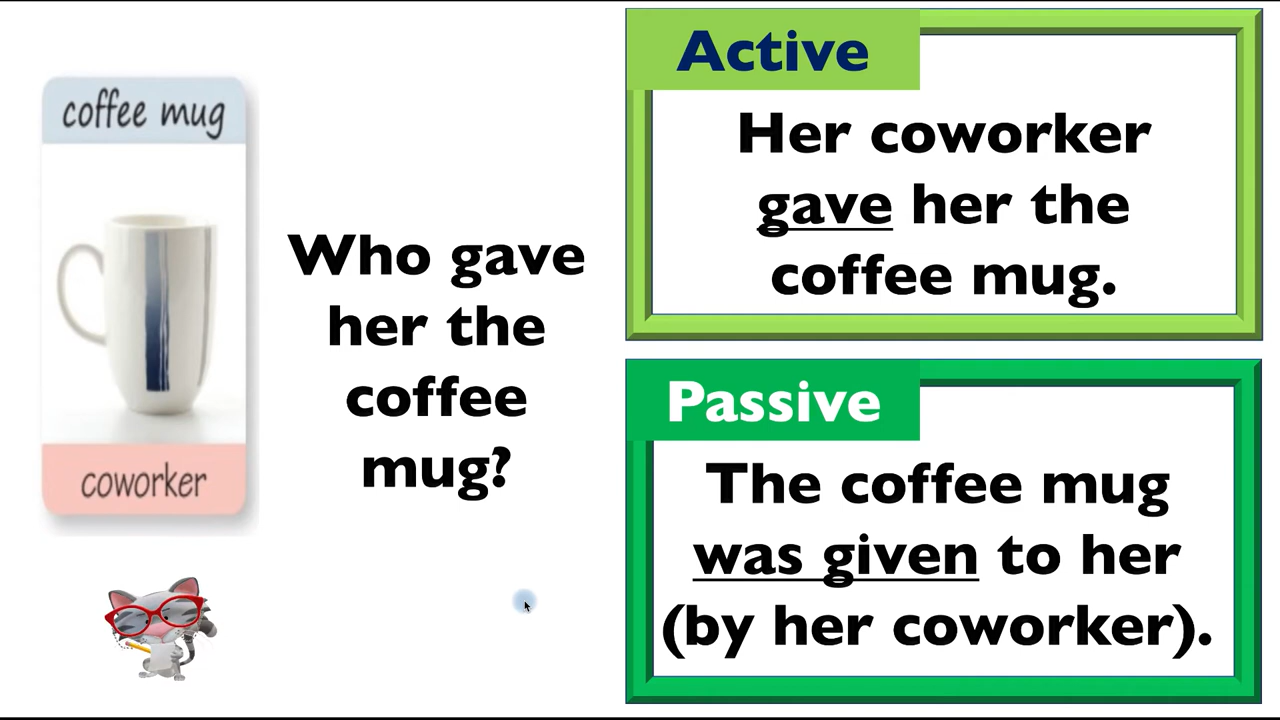 coffee mug
coworker
Who gave
her the
coffee
mug?
Active
Her coworker
gave her the
coffee mug.
Passive
The coffee mug
was given to her
(by her coworker).